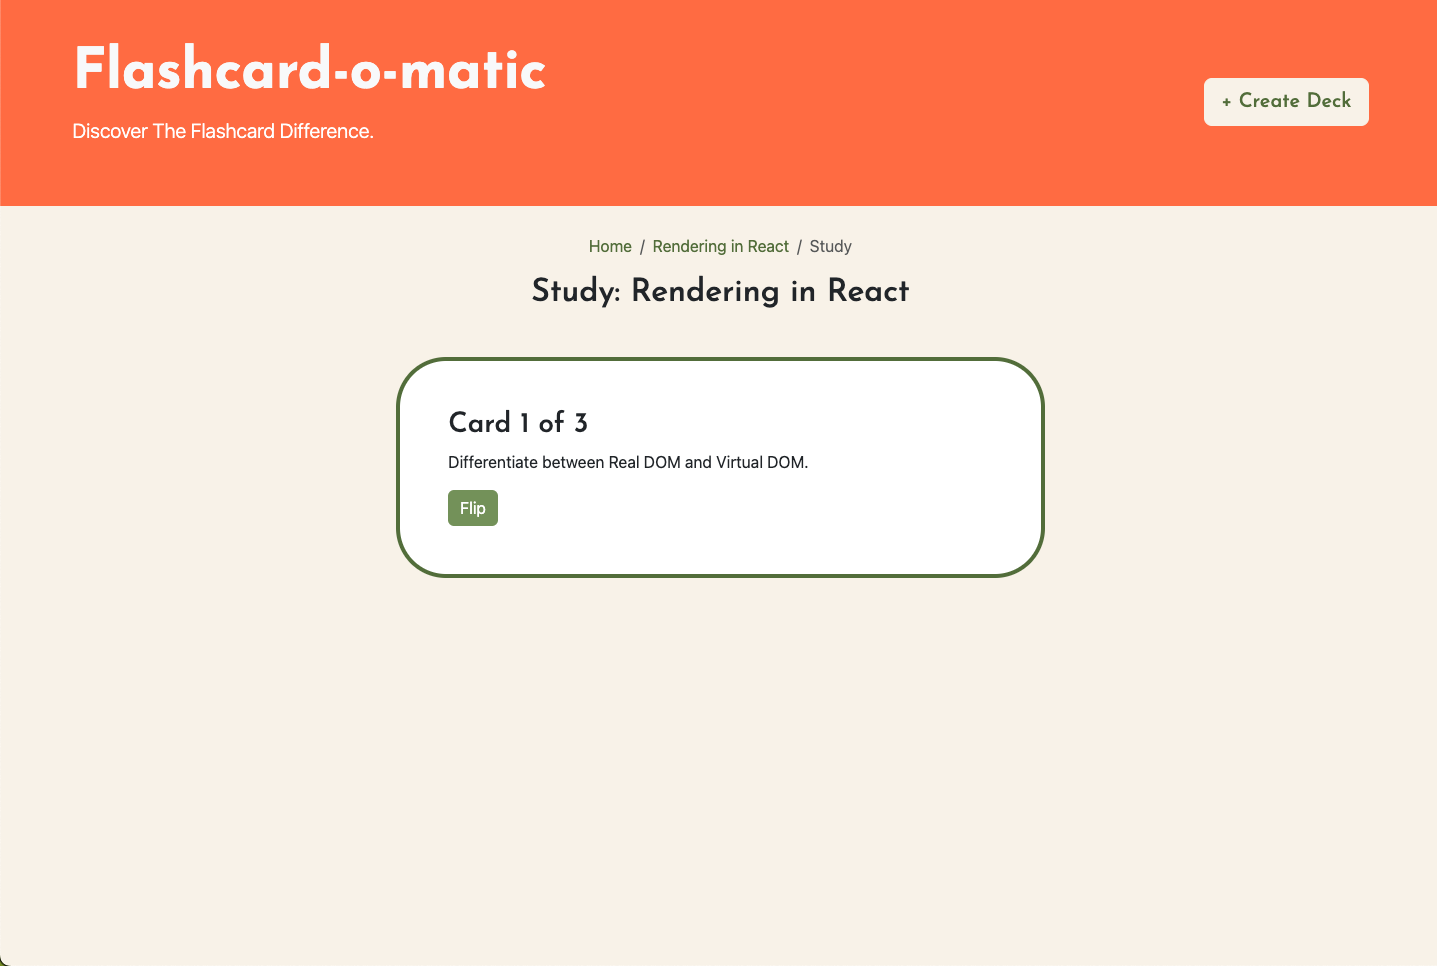 Flashcard-o-matic
Discover The Flashcard Difference.
+ Create Deck
Home / Rendering in React / Study
Study: Rendering in React
Card 1 of 3
Differentiate between Real DOM and Virtual DOM.
Flip